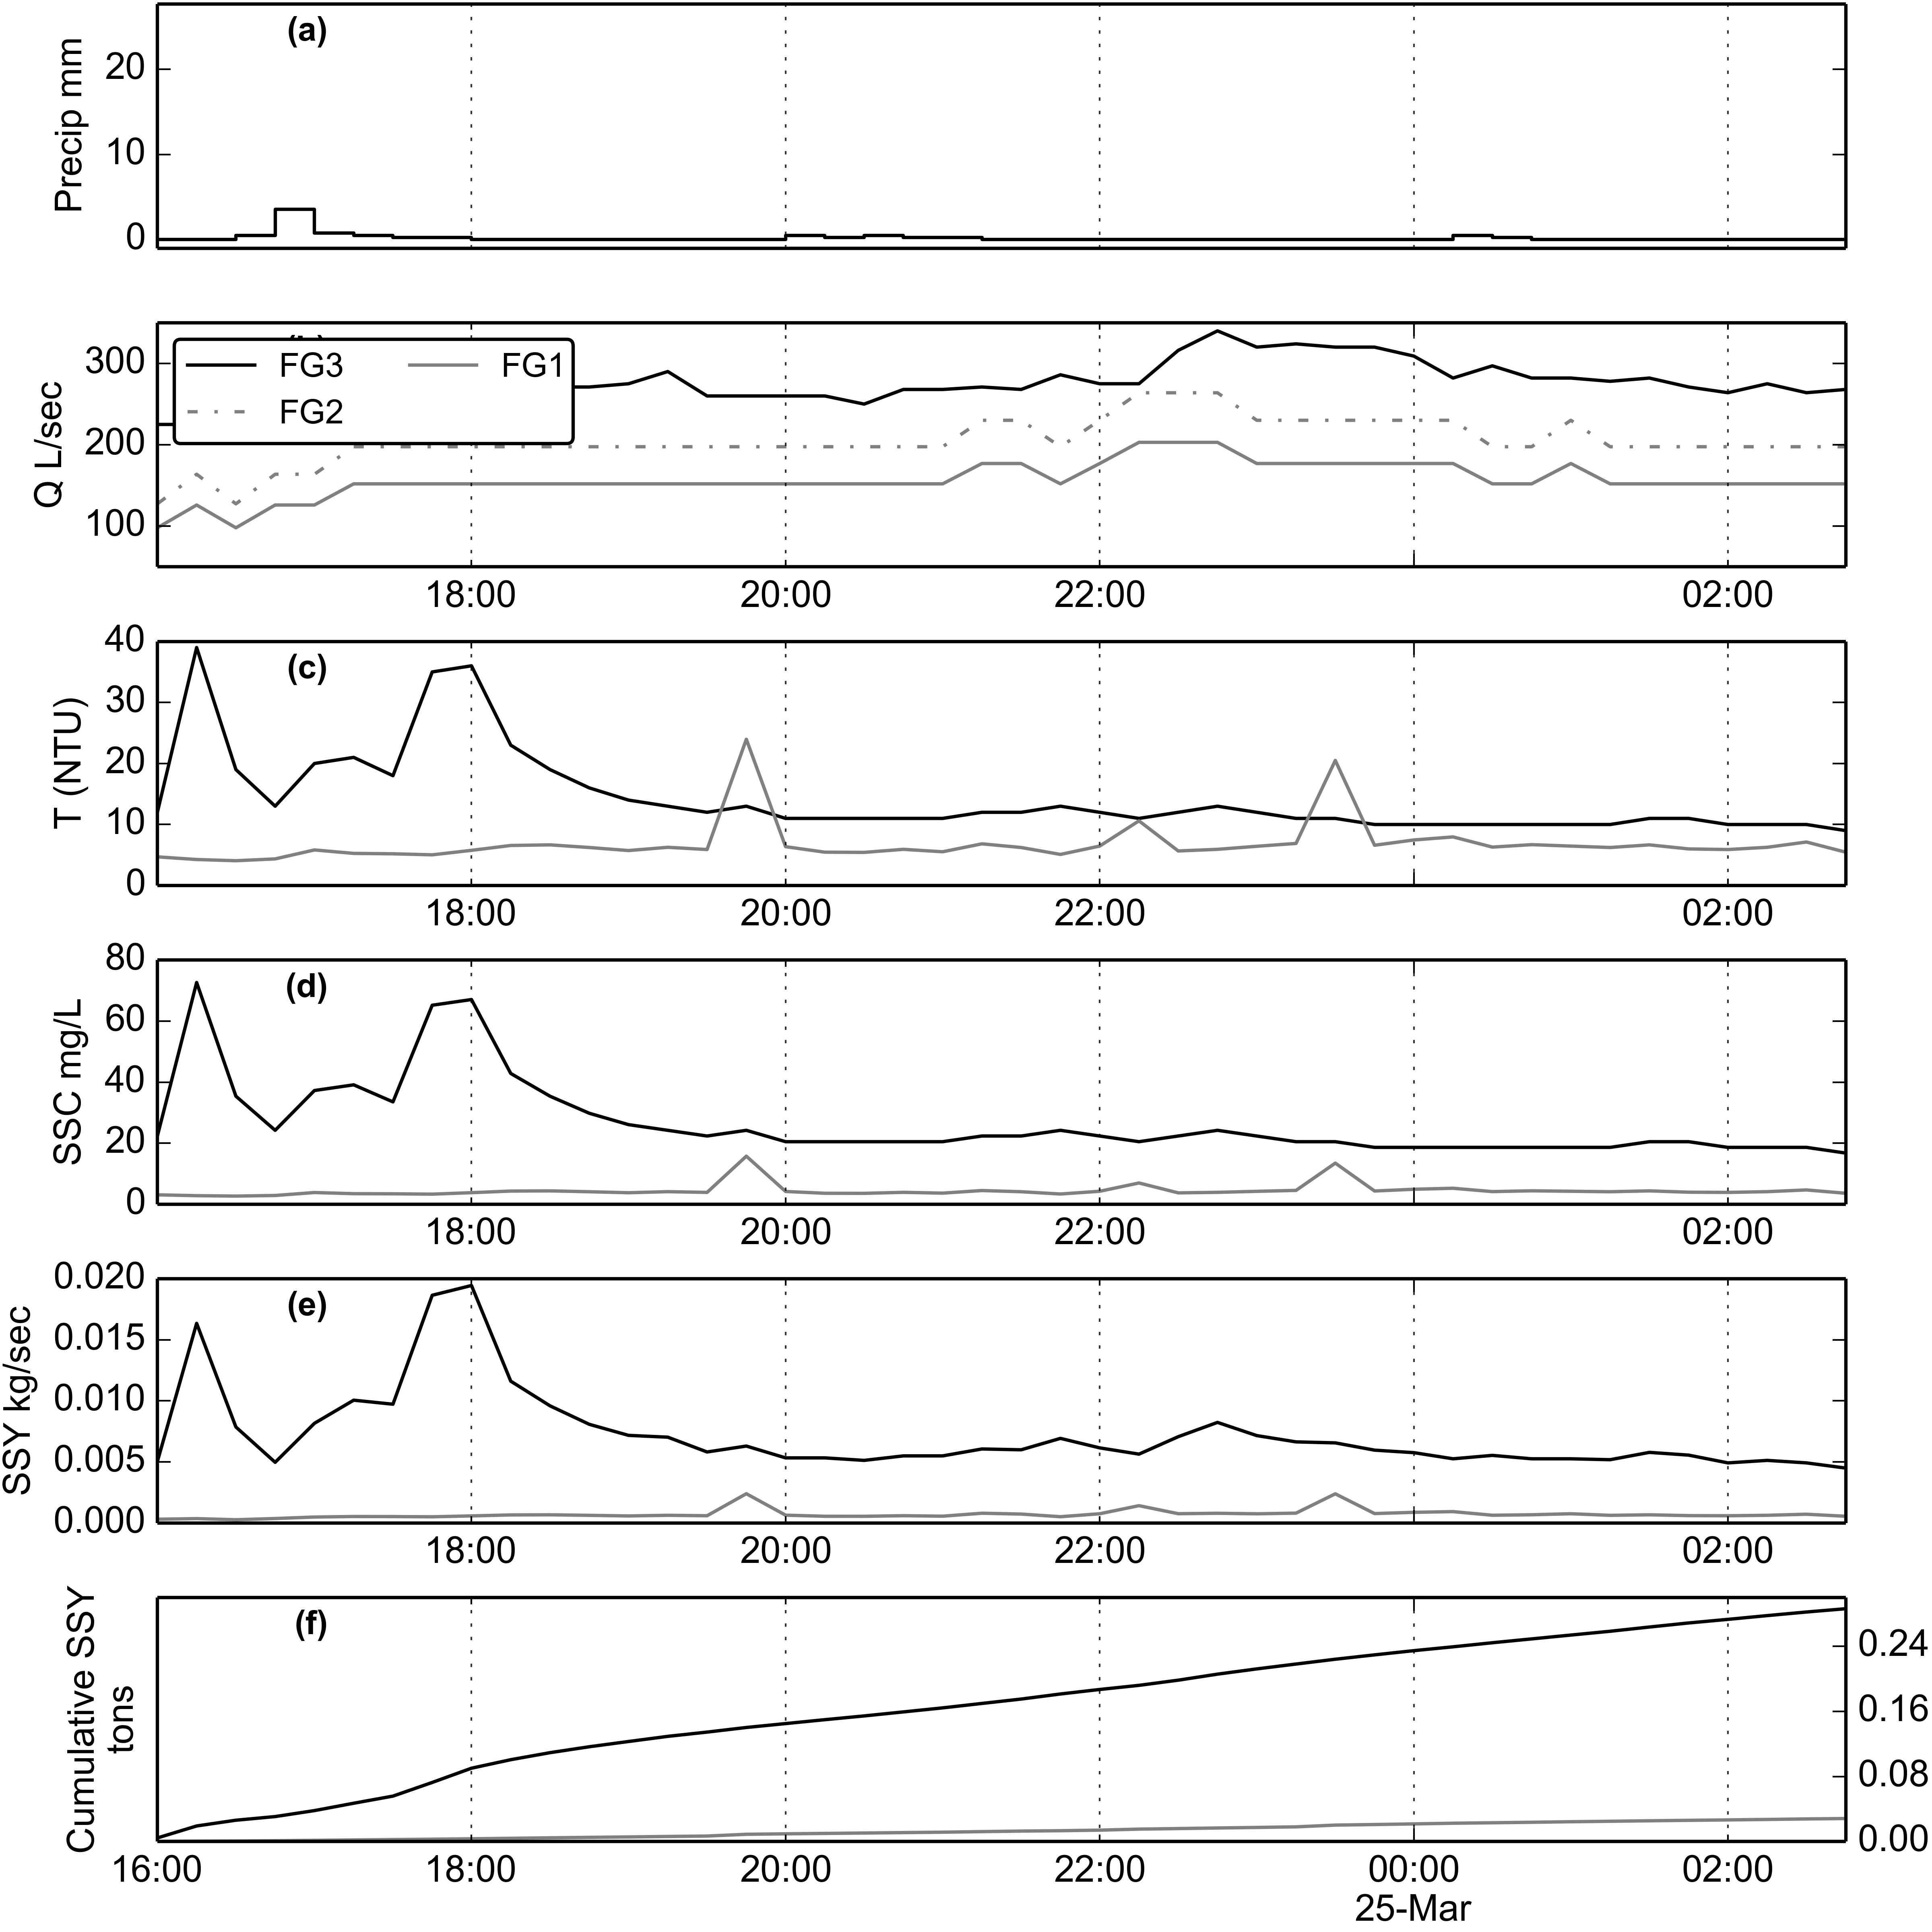 (a)
Precip mm
20
10
0
FG3 FG1
FG2
Q L/sec
300
200
100
18:00 20:00 22:00 02:00
(c)
T (NTU)
40
30
20
10
0
18:00 20:00 22:00 02:00
(d)
SSC mg/L
80
60
40
20
0
18:00 20:00 22:00 02:00
(e)
SSY kg/sec
0.020
0.015
0.010
0.005
0.000
18:00 20:00 22:00 02:00
(f)
Cumulative SSY
tons
0.24
0.16
0.08
0.00
16:00 18:00 20:00 22:00 00:00 02:00
25-Mar